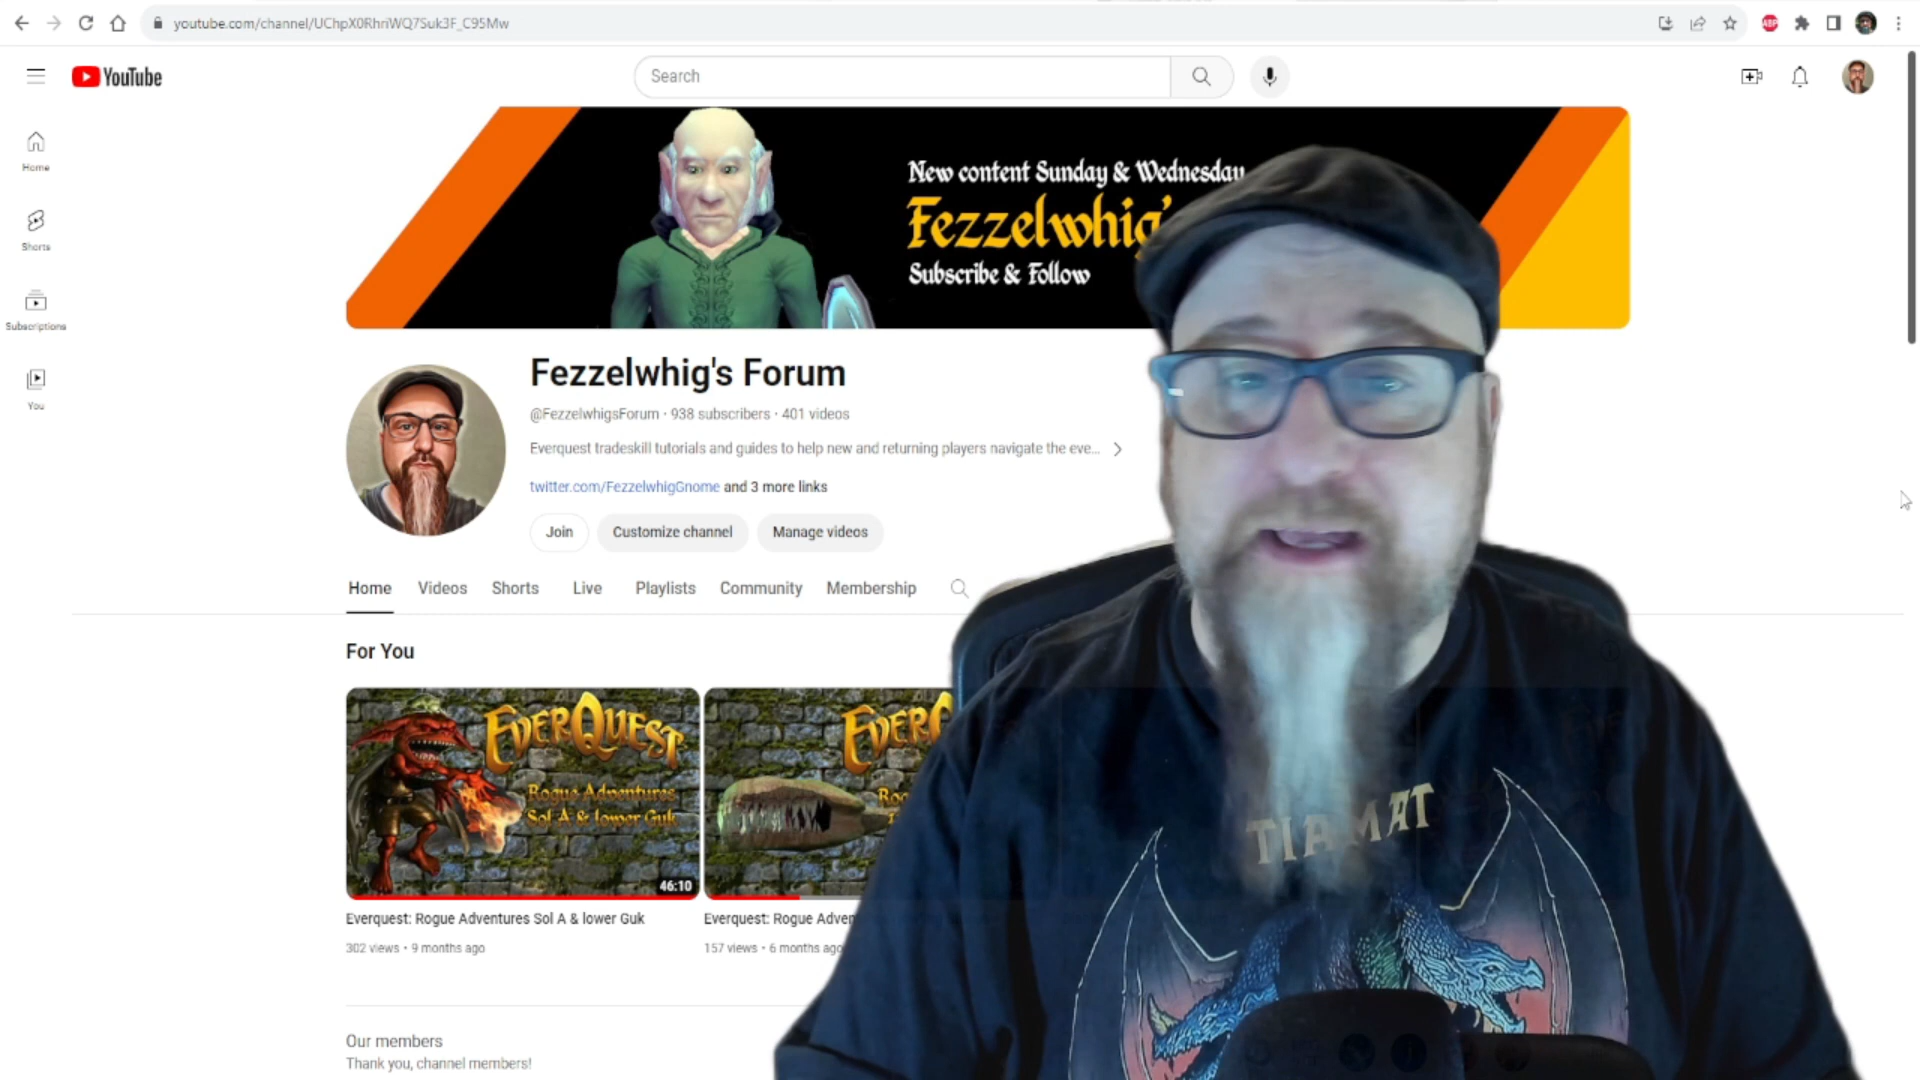 youtube.com/channel/UChpX0RhriWQ7Suk3F_C95Mw
ABP
YouTube
Search
Home
Shorts
Subscriptions
You
New content Sunday & Wednesday
Fezzelwhig'
Subscribe & Follow
Fezzelwhig's Forum
@FezzelwhigsForum · 938 subscribers · 401 videos
Everquest tradeskill tutorials and guides to help new and returning players navigate the eve...
twitter.com/FezzelwhigGnome and 3 more links
Join Customize channel Manage videos
Home Videos Shorts Live Playlists Community Membership
For You
EVERQUEST
Rogue Adventures
Sol A & lower Guk
46:10
Everquest: Rogue Adventures Sol A & lower Guk
302 views · 9 months ago
EVERQ
Everquest: Rogue Adven
157 views · 6 months ago
Our members
Thank you, channel members!
TIAMAT